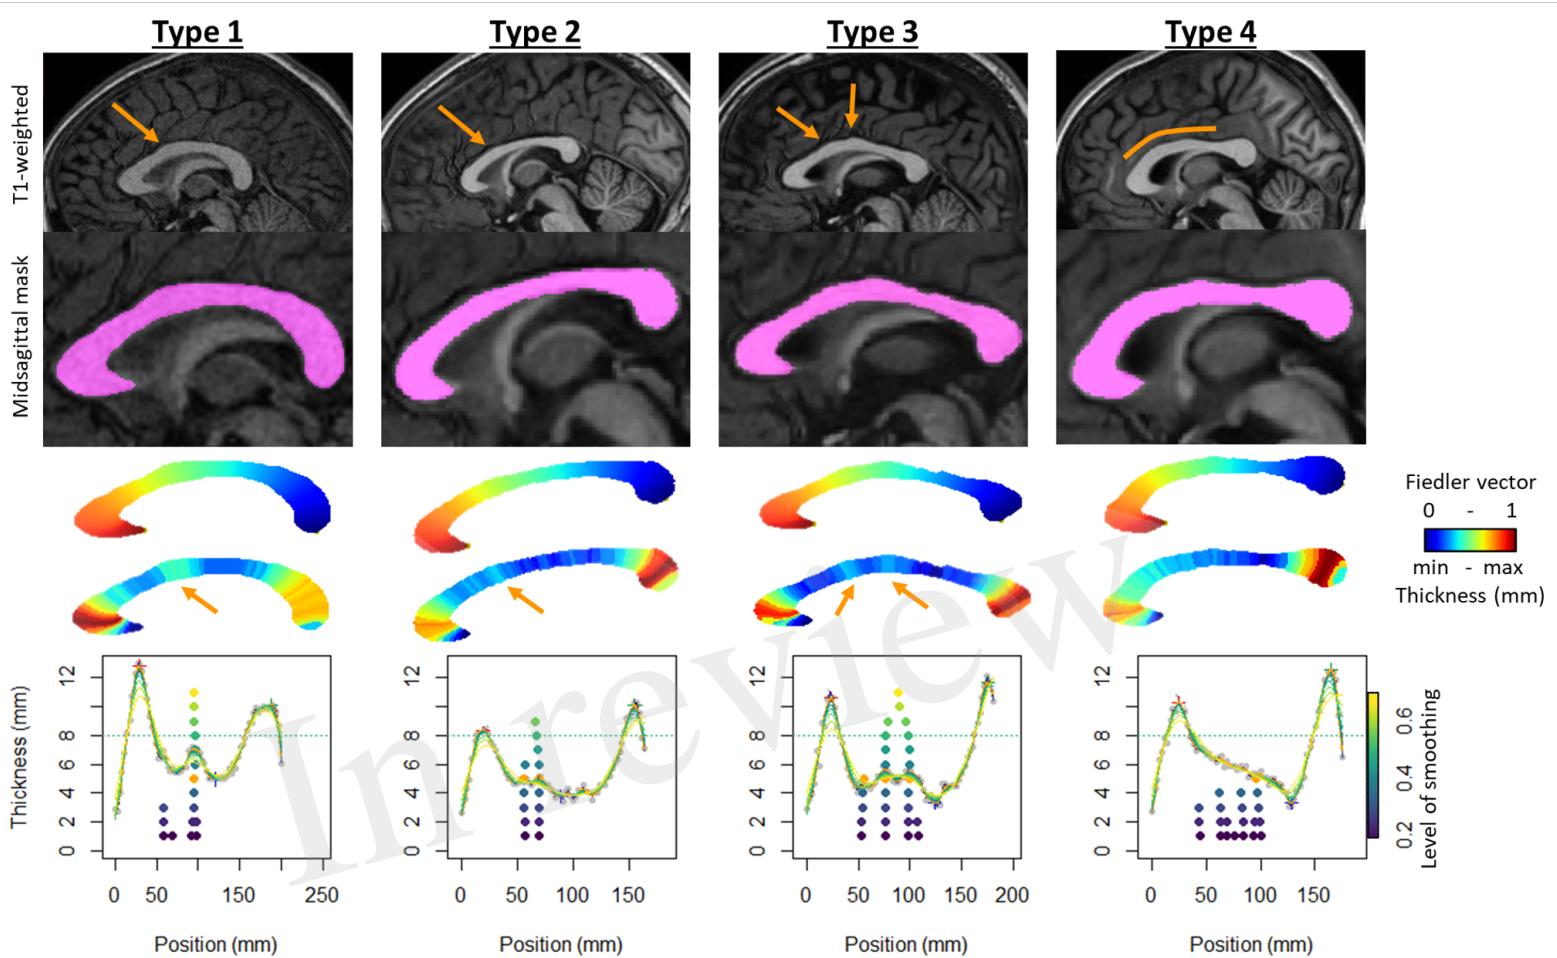 Type 1 Type 2 Type 3 Type 4
T1-weighted
Midsagittal mask
Fiedler vector
0 - 1
min - max
Thickness (mm)
In review
Thickness (mm)
0 2 4 6 8 12
0 50 150 250
Position (mm)
0 2 4 6 8 12
0 50 100 150
Position (mm)
0 2 4 6 8 12
0 50 100 150 200
Position (mm)
0 2 4 6 8 12
0 50 100 150
Position (mm)
0.2 0.4 0.6
Level of smoothing